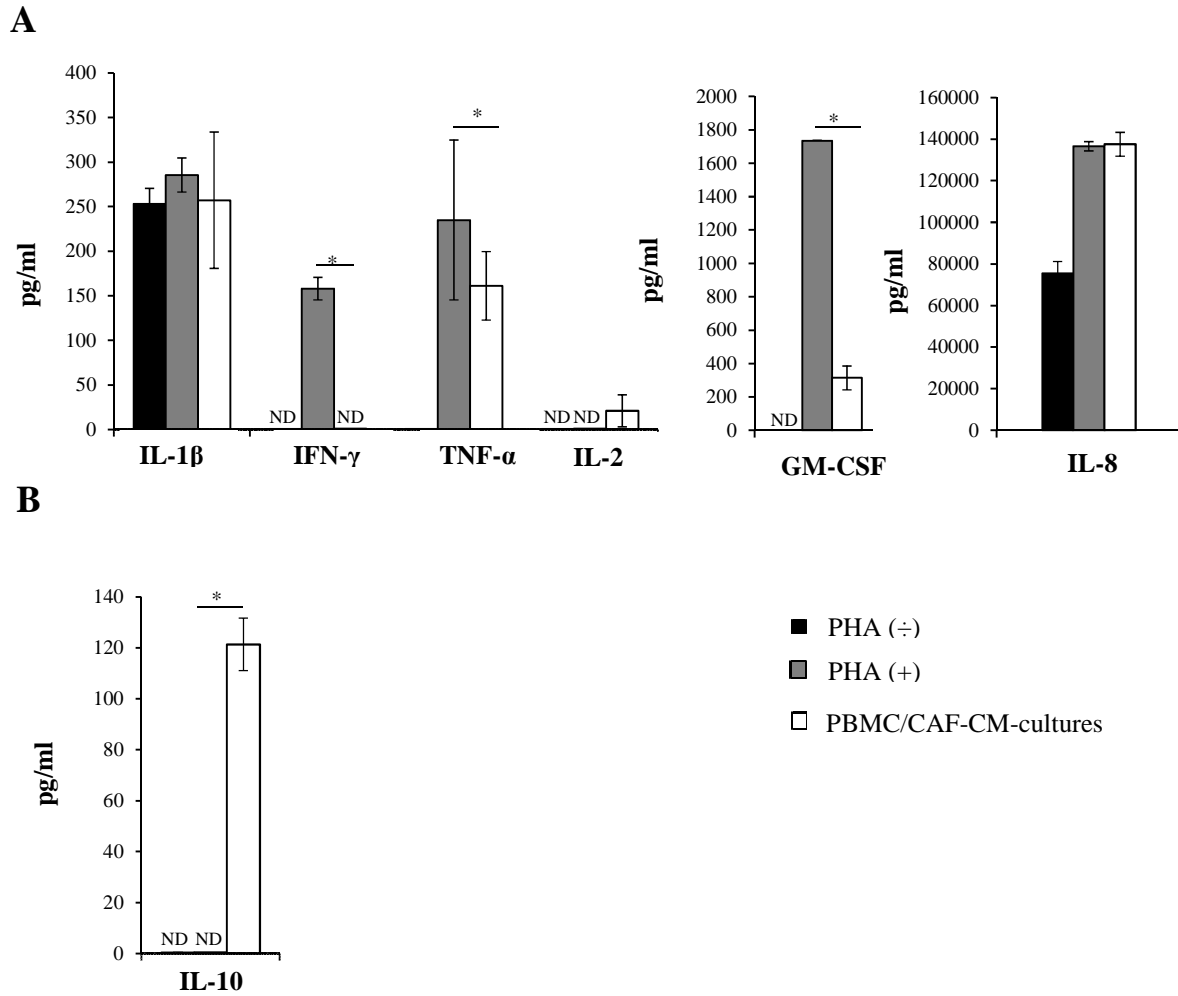 A
400
350
300
250
200
150
100
50
0
pg/ml
*
*
ND ND
ND ND
IL-1β IFN-γ TNF-α IL-2
2000
1800
1600
1400
1200
1000
800
600
400
200
0
pg/ml
*
ND
GM-CSF
160000
140000
120000
100000
80000
60000
40000
20000
0
pg/ml
IL-8
B
140
120
100
80
60
40
20
0
pg/ml
*
ND ND
IL-10
PHA (÷)
PHA (+)
PBMC/CAF-CM-cultures